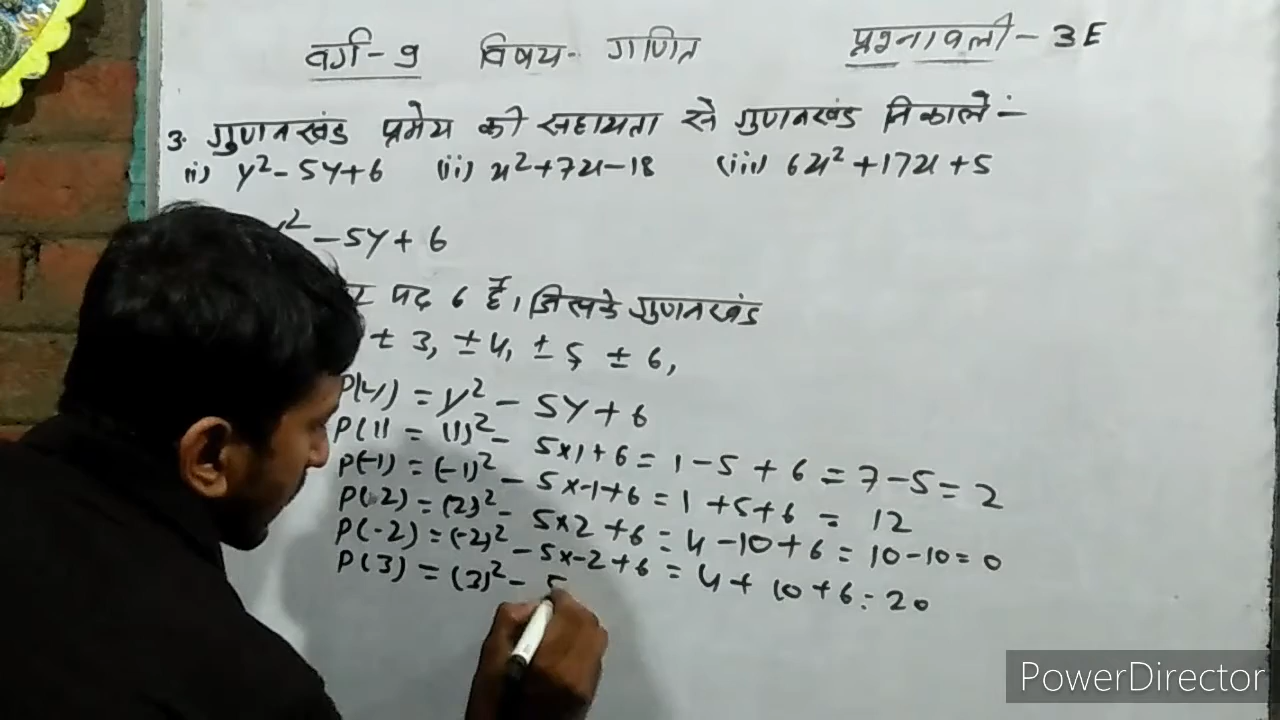 वर्ग - 9 विषय - गणित प्रश्नावली - 3E
3. गुणनखंड प्रमेय की सहायता से गुणनखंड निकाले :-
(i) y² - 5y + 6 (ii) x² + 7x - 18 (iii) 6x² + 17x + 5
² - 5y + 6
पद 6 है। जिसके गुणनखंड
± 3, ± 4, ± 5 ± 6,
P(y) = y² - 5y + 6
P(1) = (1)² - 5×1+6 = 1 - 5 + 6 = 7 - 5 = 2
P(-1) = (-1)² - 5×-1+6 = 1 + 5 + 6 = 12
P(2) = (2)² - 5×2 + 6 = 4 - 10 + 6 = 10 - 10 = 0
P(-2) = (-2)² - 5×-2 + 6 = 4 + 10 + 6 = 20
P(3) = (3)² - 5
PowerDirector